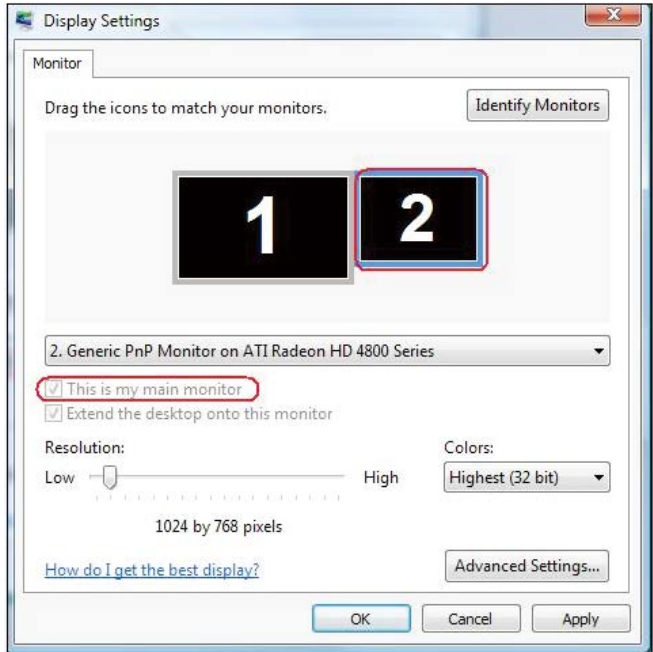 Display Settings
X
Monitor
Drag the icons to match your monitors.
Identify Monitors
1
2
2. Generic PnP Monitor on ATI Radeon HD 4800 Series
This is my main monitor
Extend the desktop onto this monitor
Resolution:
Colors:
Low
High
Highest (32 bit)
1024 by 768 pixels
How do I get the best display?
Advanced Settings...
OK
Cancel
Apply